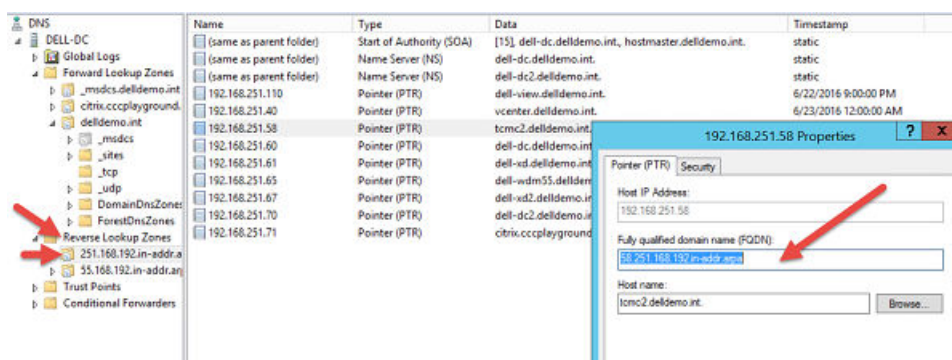 DNS
DELL-DC
Global Logs
Forward Lookup Zones
_msdcs.delldemo.int
citrix.cccplayground.
delldemo.int
_msdcs
_sites
_tcp
_udp
DomainDnsZones
ForestDnsZones
Reverse Lookup Zones
251.168.192.in-addr.a
55.168.192.in-addr.arp
Trust Points
Conditional Forwarders
Name Type Data Timestamp
(same as parent folder) Start of Authority (SOA) [15], dell-dc.delldemo.int., hostmaster.delldemo.int. static
(same as parent folder) Name Server (NS) dell-dc.delldemo.int. static
(same as parent folder) Name Server (NS) dell-dc2.delldemo.int. static
192.168.251.110 Pointer (PTR) dell-view.delldemo.int. 6/22/2016 9:00:00 PM
192.168.251.40 Pointer (PTR) vcenter.delldemo.int. 6/23/2016 12:00:00 AM
192.168.251.58 Pointer (PTR) tcmc2.delldemo.int.
192.168.251.60 Pointer (PTR) dell-dc.delldemo.int
192.168.251.61 Pointer (PTR) dell-xd.delldemo.int
192.168.251.65 Pointer (PTR) dell-wdm55.delldem
192.168.251.67 Pointer (PTR) dell-xd2.delldemo.in
192.168.251.70 Pointer (PTR) dell-dc2.delldemo.i
192.168.251.71 Pointer (PTR) citrix.cccplayground
192.168.251.58 Properties ? x
Pointer (PTR) Security
Host IP Address:
192.168.251.58
Fully qualified domain name (FQDN):
58.251.168.192.in-addr.arpa
Host name:
tcmc2.delldemo.int. Browse...